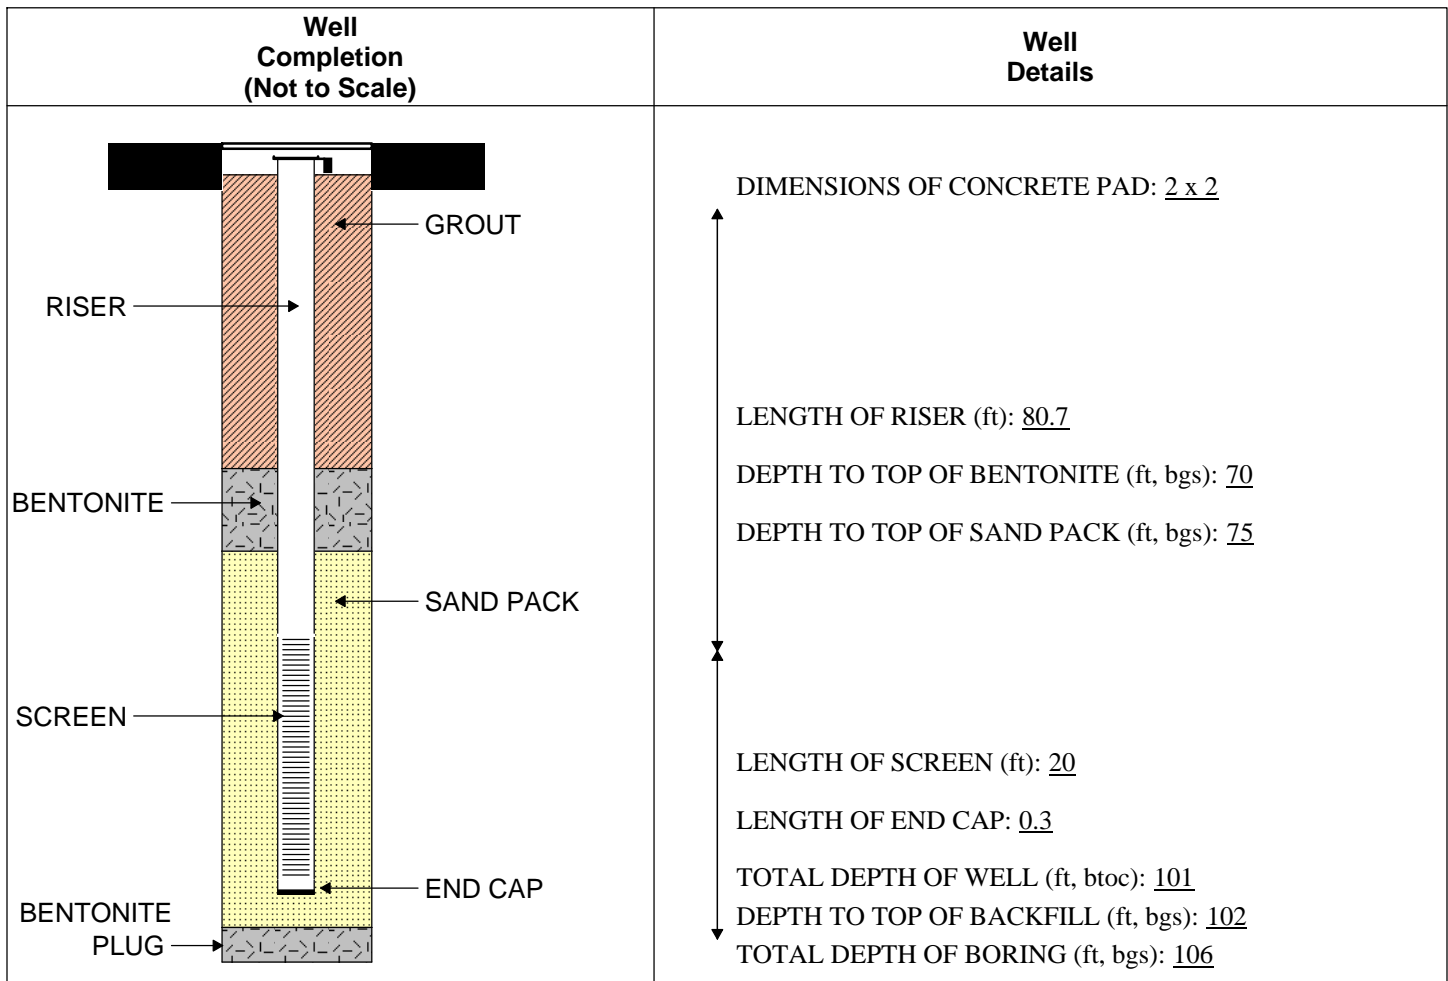 Well
Completion
(Not to Scale)
Well
Details
GROUT
RISER
BENTONITE
SAND PACK
SCREEN
END CAP
BENTONITE
PLUG
DIMENSIONS OF CONCRETE PAD: 2 x 2
LENGTH OF RISER (ft): 80.7
DEPTH TO TOP OF BENTONITE (ft, bgs): 70
DEPTH TO TOP OF SAND PACK (ft, bgs): 75
LENGTH OF SCREEN (ft): 20
LENGTH OF END CAP: 0.3
TOTAL DEPTH OF WELL (ft, btoc): 101
DEPTH TO TOP OF BACKFILL (ft, bgs): 102
TOTAL DEPTH OF BORING (ft, bgs): 106